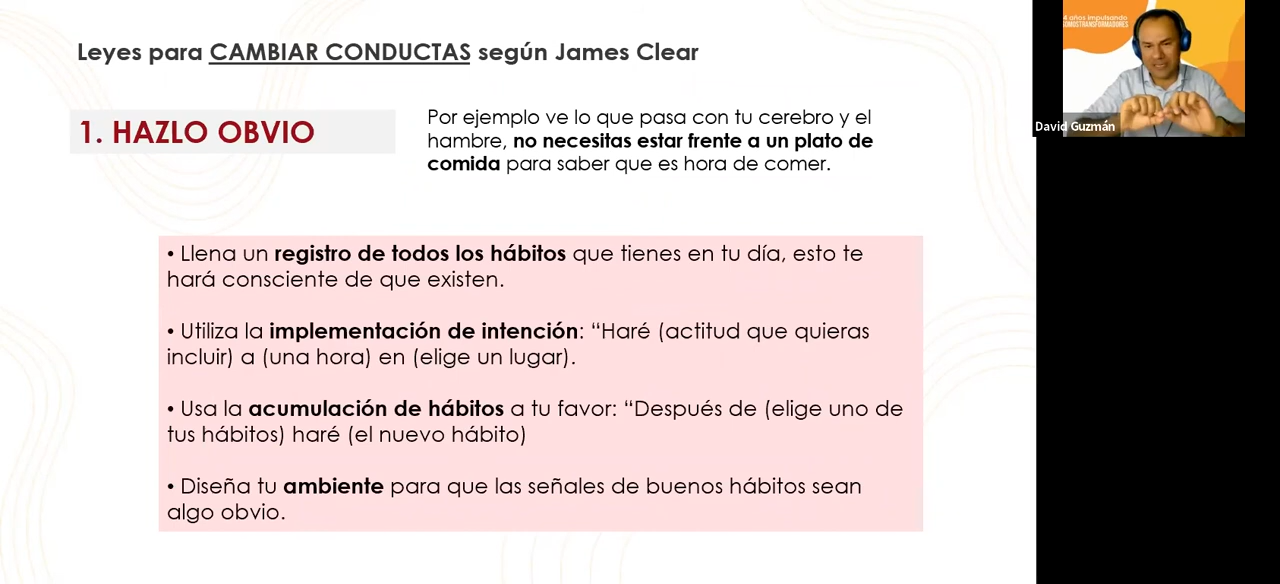 Leyes para CAMBIAR CONDUCTAS según James Clear
1. HAZLO OBVIO
Por ejemplo ve lo que pasa con tu cerebro y el
hambre, no necesitas estar frente a un plato de
comida para saber que es hora de comer.
• Llena un registro de todos los hábitos que tienes en tu día, esto te
hará consciente de que existen.
• Utiliza la implementación de intención: “Haré (actitud que quieras
incluir) a (una hora) en (elige un lugar).
• Usa la acumulación de hábitos a tu favor: “Después de (elige uno de
tus hábitos) haré (el nuevo hábito)
• Diseña tu ambiente para que las señales de buenos hábitos sean
algo obvio.
4 años impulsando
SOMOSTRANSFORMADORES
David Guzmán